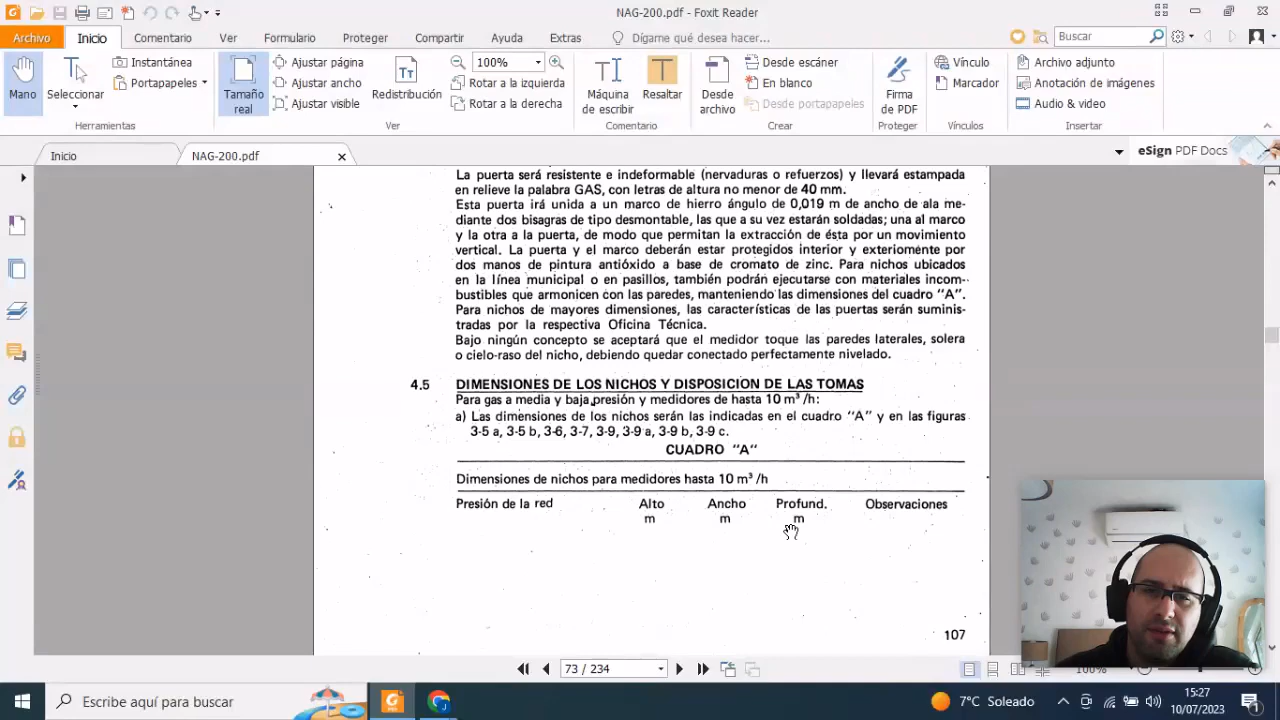 NAG-200.pdf - Foxit Reader
Archivo Inicio Comentario Ver Formulario Proteger Compartir Ayuda Extras Dígame qué desea hacer... Buscar
Mano Seleccionar Instantánea Portapapeles
Herramientas
Tamaño real Ajustar página Ajustar ancho Ajustar visible Redistribución 100% Rotar a la izquierda Rotar a la derecha
Ver
Máquina de escribir Resaltar
Comentario
Desde archivo Desde escáner En blanco Desde portapapeles
Crear
Firma de PDF
Proteger
Vínculo Marcador
Vínculos
Archivo adjunto Anotación de imágenes Audio & video
Insertar
Inicio NAG-200.pdf eSign PDF Docs
La puerta será resistente e indeformable (nervaduras o refuerzos) y llevará estampada
en relieve la palabra GAS, con letras de altura no menor de 40 mm.
Esta puerta irá unida a un marco de hierro ángulo de 0,019 m de ancho de ala me-
diante dos bisagras de tipo desmontable, las que a su vez estarán soldadas; una al marco
y la otra a la puerta, de modo que permitan la extracción de ésta por un movimiento
vertical. La puerta y el marco deberán estar protegidos interior y exteriomente por
dos manos de pintura antióxido a base de cromato de zinc. Para nichos ubicados
en la línea municipal o en pasillos, también podrán ejecutarse con materiales incom-
bustibles que armonicen con las paredes, manteniendo las dimensiones del cuadro "A".
Para nichos de mayores dimensiones, las características de las puertas serán suminis-
tradas por la respectiva Oficina Técnica.
Bajo ningún concepto se aceptará que el medidor toque las paredes laterales, solera
o cielo-raso del nicho, debiendo quedar conectado perfectamente nivelado.
4.5 DIMENSIONES DE LOS NICHOS Y DISPOSICION DE LAS TOMAS
Para gas a media y baja presión y medidores de hasta 10 m³/h:
a) Las dimensiones de los nichos serán las indicadas en el cuadro "A" y en las figuras
3-5 a, 3-5 b, 3-6, 3-7, 3-9, 3-9 a, 3-9 b, 3-9 c.
CUADRO "A"
Dimensiones de nichos para medidores hasta 10 m³/h
Presión de la red Alto Ancho Profund. Observaciones
m m m
107
73 / 234 100%
Escribe aquí para buscar 7°C Soleado 15:27
10/07/2023